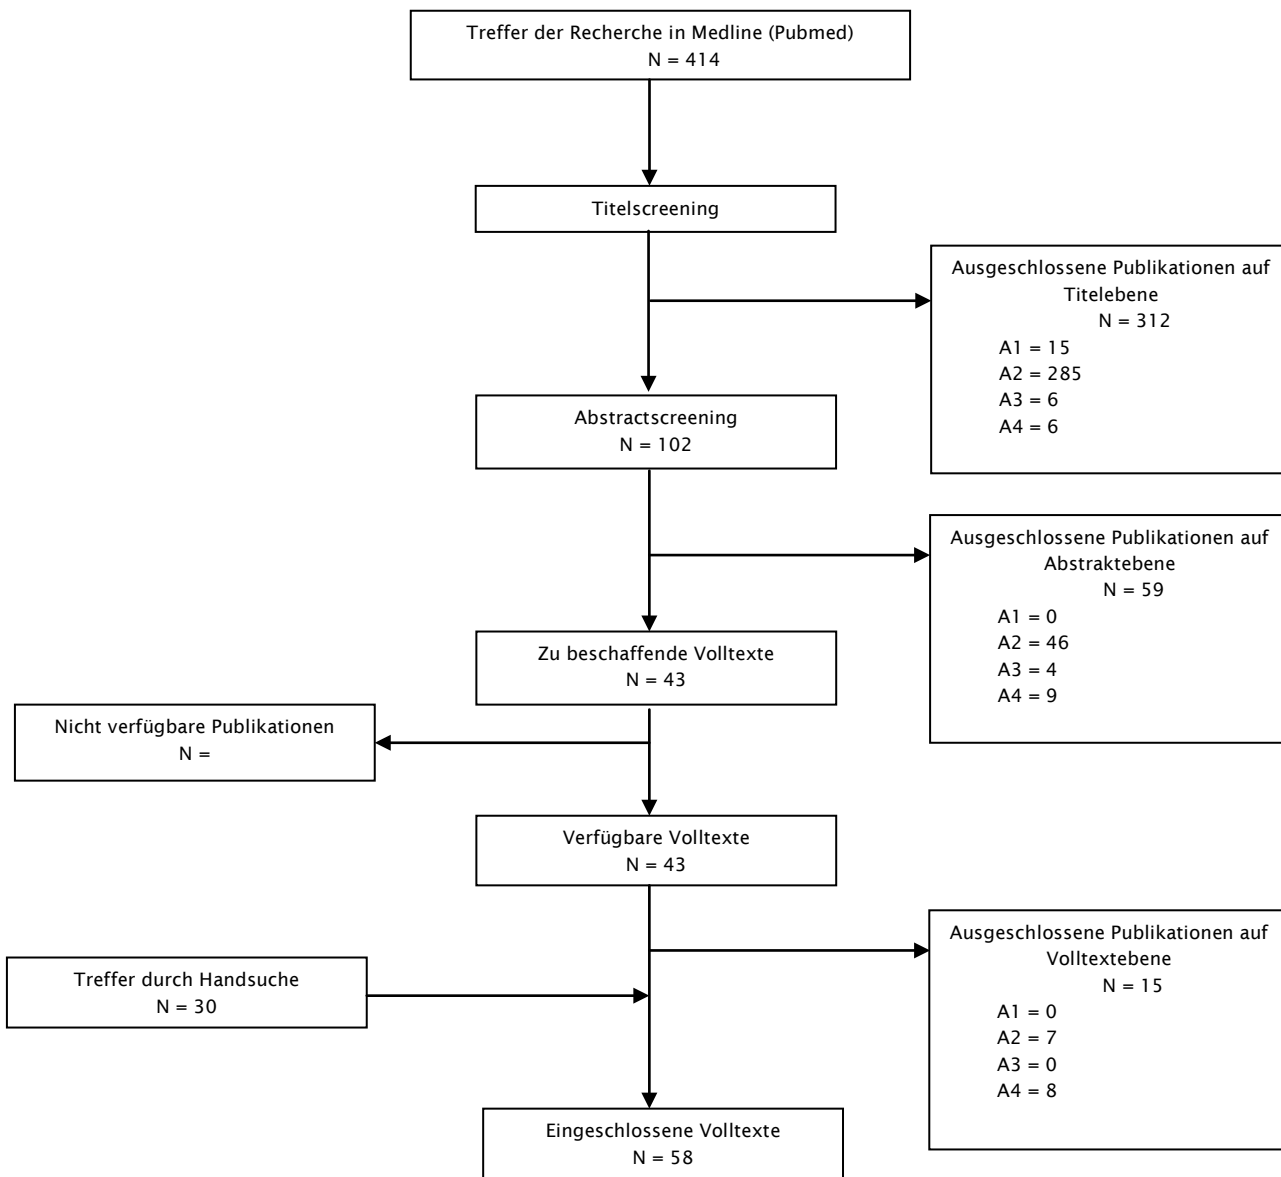 Treffer der Recherche in Medline (Pubmed)
N = 414
Titelscreening
Ausgeschlossene Publikationen auf
Titelebene
N = 312
A1 = 15
A2 = 285
A3 = 6
A4 = 6
Abstractscreening
N = 102
Ausgeschlossene Publikationen auf
Abstraktebene
N = 59
A1 = 0
A2 = 46
A3 = 4
A4 = 9
Zu beschaffende Volltexte
N = 43
Nicht verfügbare Publikationen
N =
Verfügbare Volltexte
N = 43
Ausgeschlossene Publikationen auf
Volltextebene
N = 15
A1 = 0
A2 = 7
A3 = 0
A4 = 8
Treffer durch Handsuche
N = 30
Eingeschlossene Volltexte
N = 58